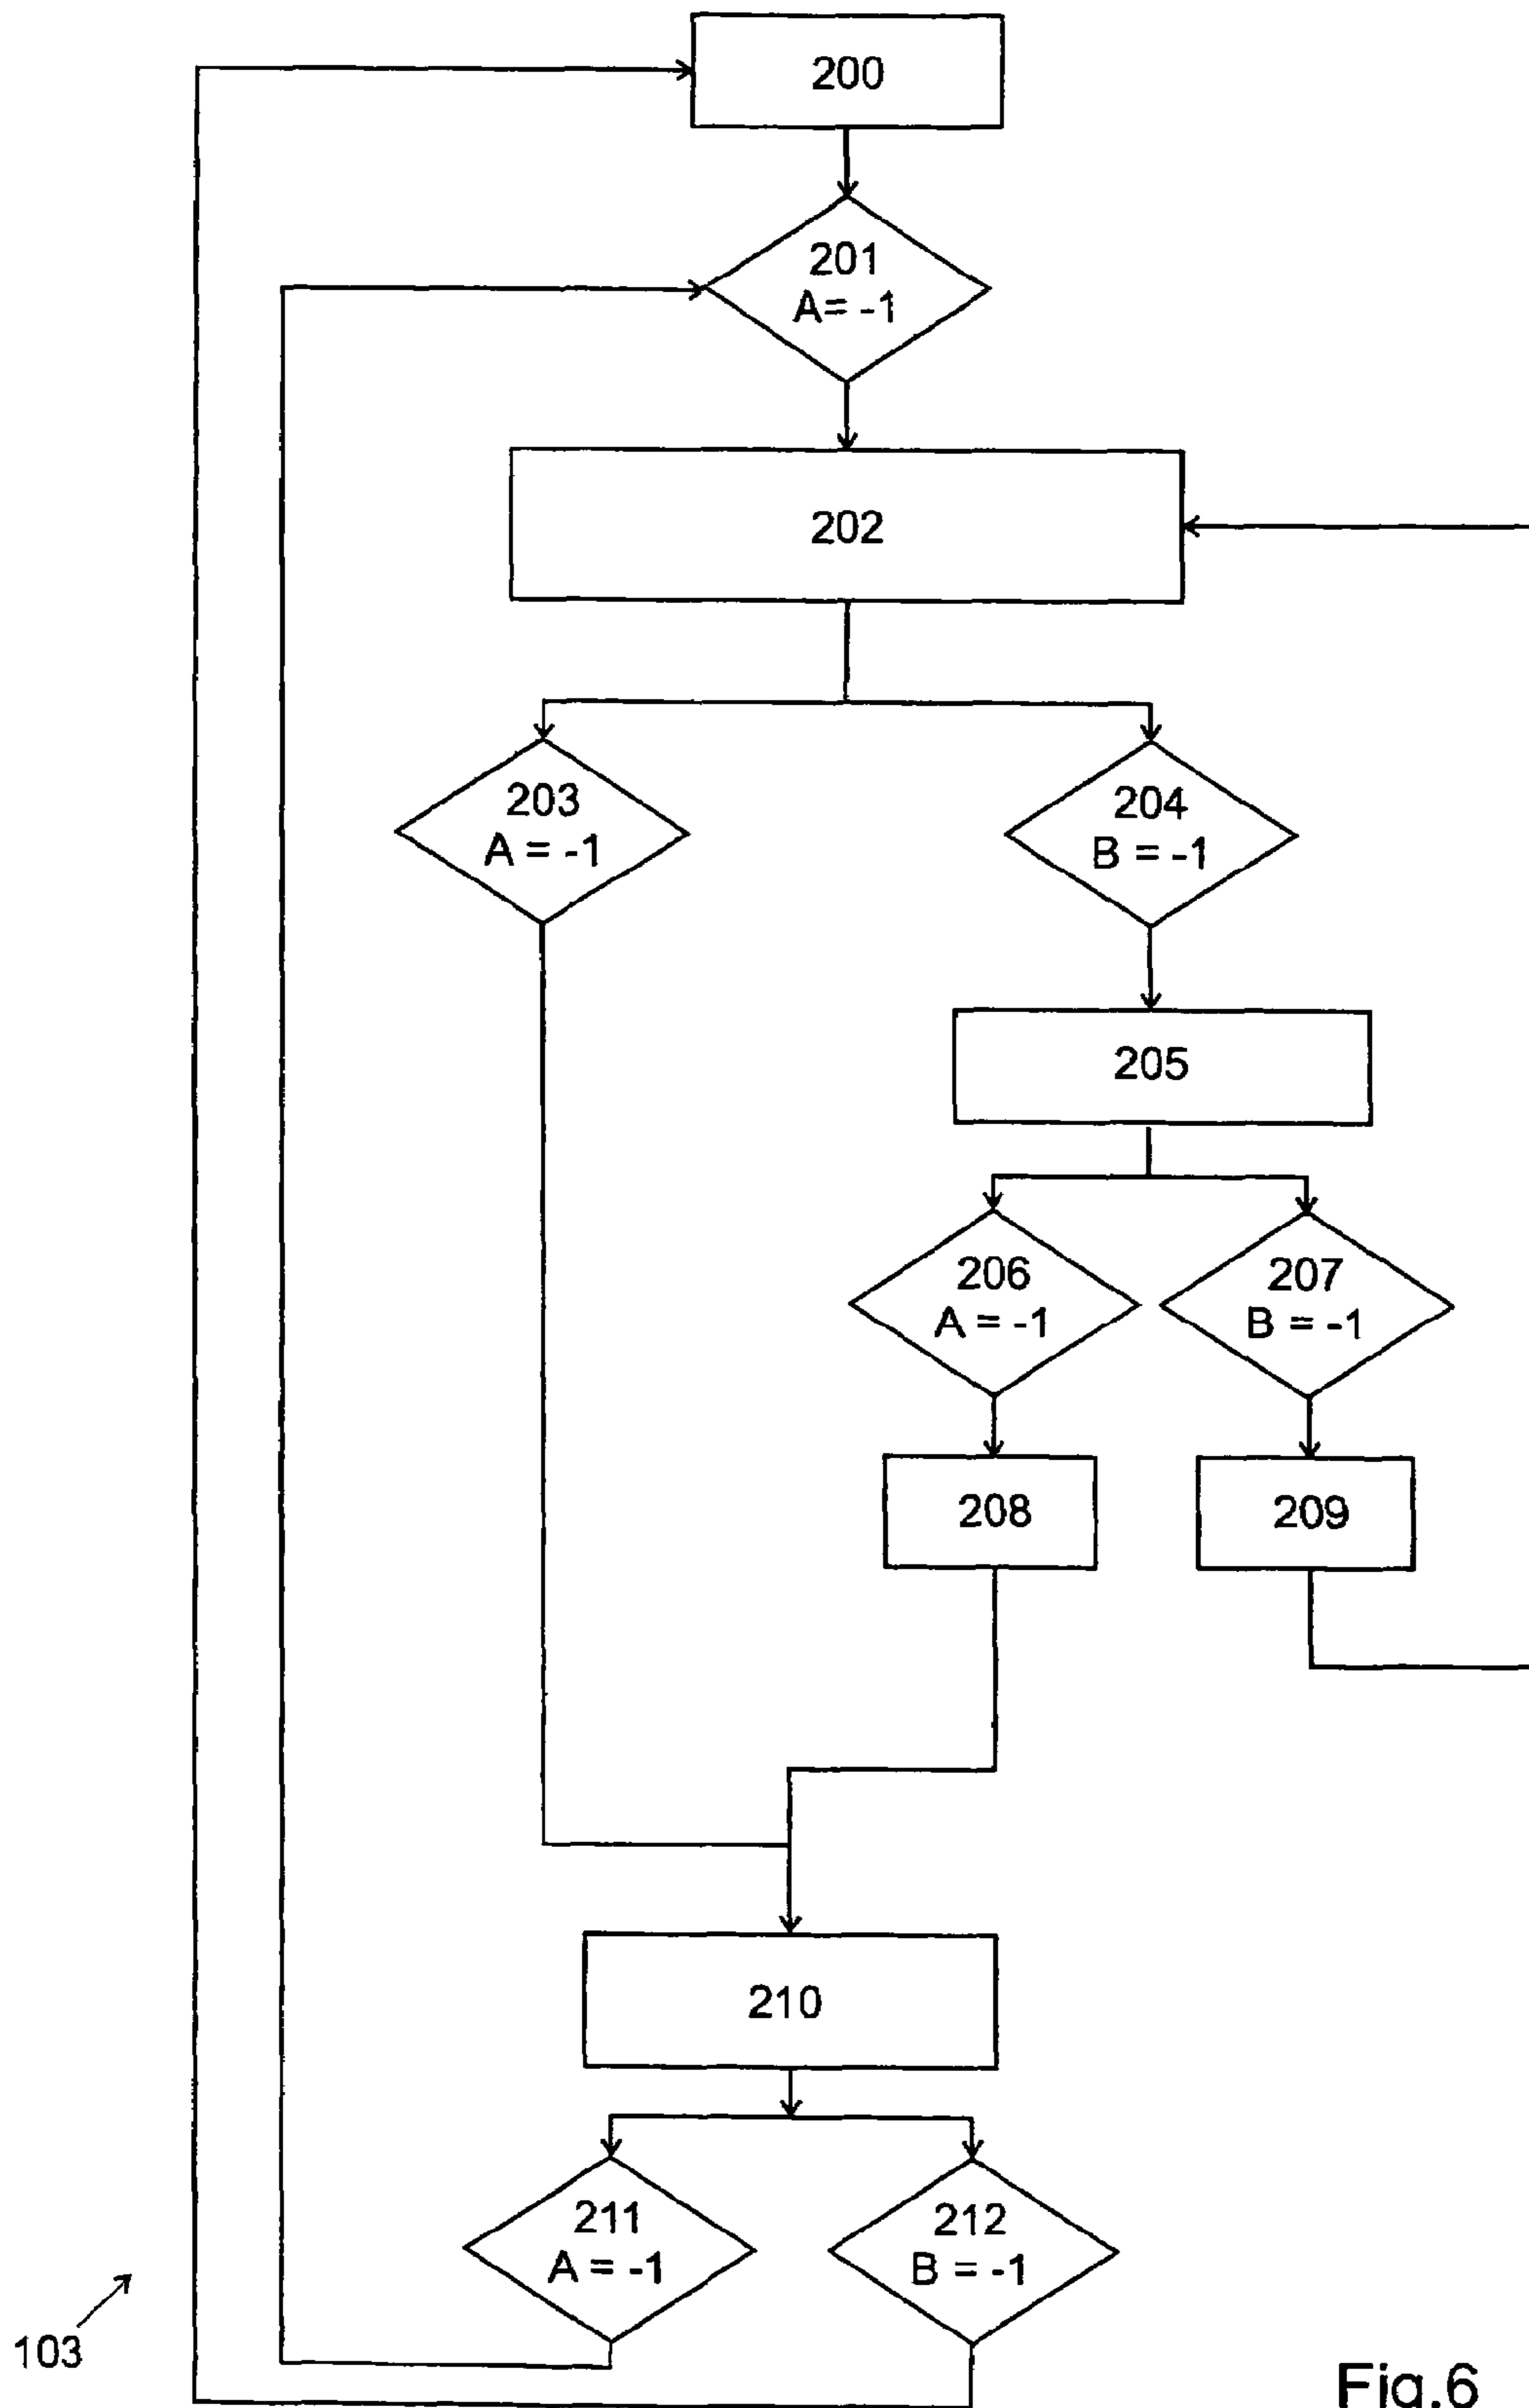 200
201
A= -1
202
203
A = -1
204
B = -1
205
206
A = -1
207
B = -1
208
209
210
211
A = -1
212
B = -1
103
Fig.6